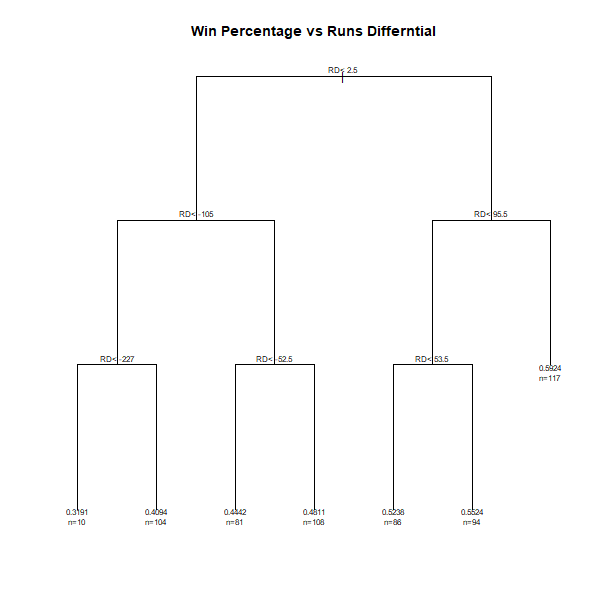 Win Percentage vs Runs Differntial
RD< 2.5
RD<-105
RD< 95.5
RD<-227
RD<-52.5
RD< 53.5
0.5924
n=117
0.3191
n=10
0.4094
n=104
0.4442
n=81
0.4811
n=108
0.5238
n=86
0.5524
n=94